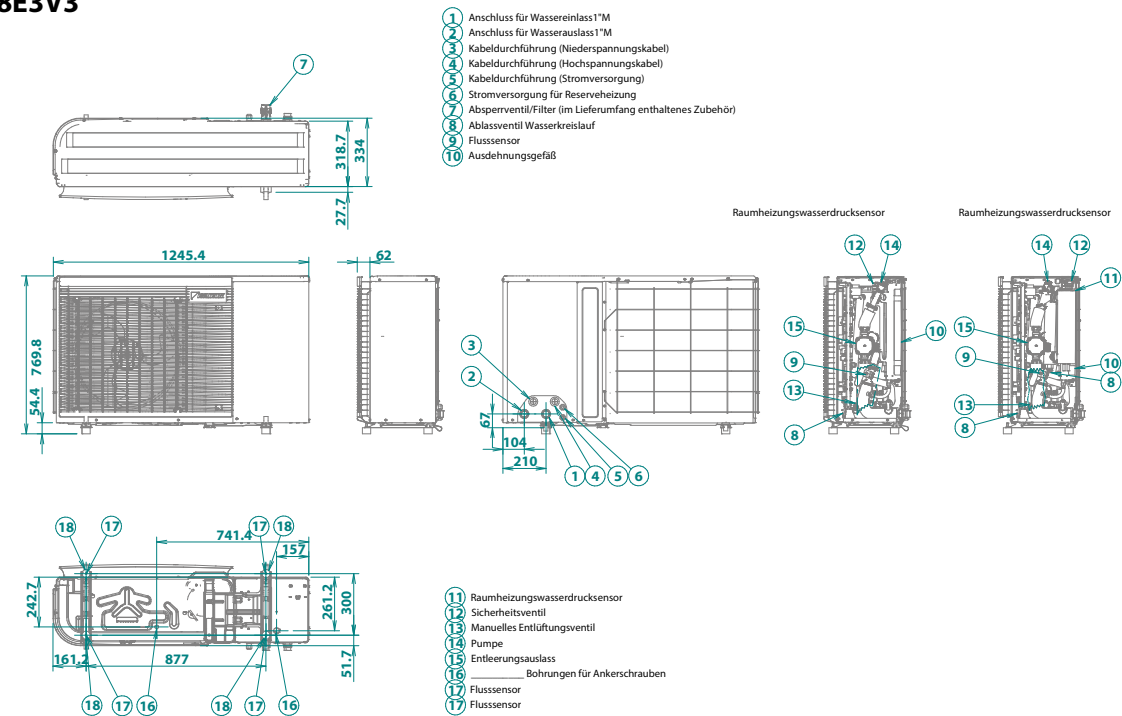 8E3V3
1 Anschluss für Wassereinlass1"M
2 Anschluss für Wasserauslass1"M
3 Kabeldurchführung (Niederspannungskabel)
4 Kabeldurchführung (Hochspannungskabel)
5 Kabeldurchführung (Stromversorgung)
6 Stromversorgung für Reserveheizung
7 Absperrventil/Filter (im Lieferumfang enthaltenes Zubehör)
8 Ablassventil Wasserkreislauf
9 Flusssensor
10 Ausdehnungsgefäß
7
318.7
334
27.7
Raumheizungswasserdrucksensor
Raumheizungswasserdrucksensor
12 14
14 12
11
15
10
9
13
8
15
9
10
8
13
8
1245.4
62
769.8
54.4
3
2
67
104
210
1 4 5 6
18 17
741.4
17 18
157
242.7
261.2
300
161.2
877
51.7
18 17 16
18 17 16
11 Raumheizungswasserdrucksensor
12 Sicherheitsventil
13 Manuelles Entlüftungsventil
14 Pumpe
15 Entleerungsauslass
16 __________ Bohrungen für Ankerschrauben
17 Flusssensor
17 Flusssensor